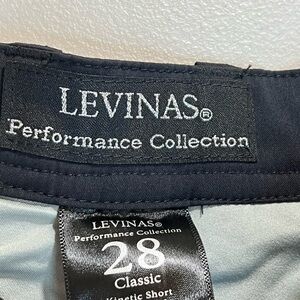 LEVINAS®
Performance Collection
LEVINAS®
Performance Collection
28
Classic
Kinetic Short